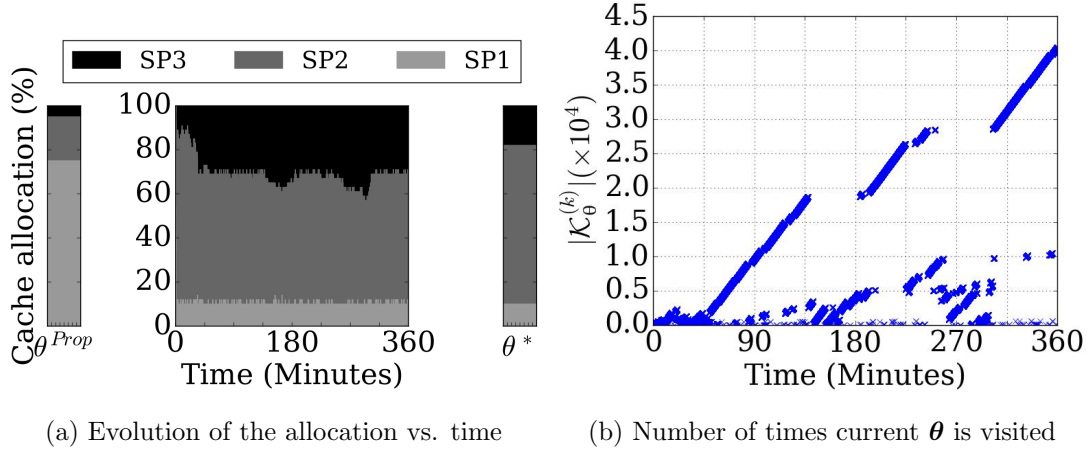 SP3 SP2 SP1
Cache allocation (%)
100
80
60
40
20
0
θ^Prop
0 180 360
θ*
Time (Minutes)
(a) Evolution of the allocation vs. time
|𝒦_θ^(k)|(×10^4)
4.5
4.0
3.5
3.0
2.5
2.0
1.5
1.0
0.5
0.0
0 90 180 270 360
Time (Minutes)
(b) Number of times current θ is visited